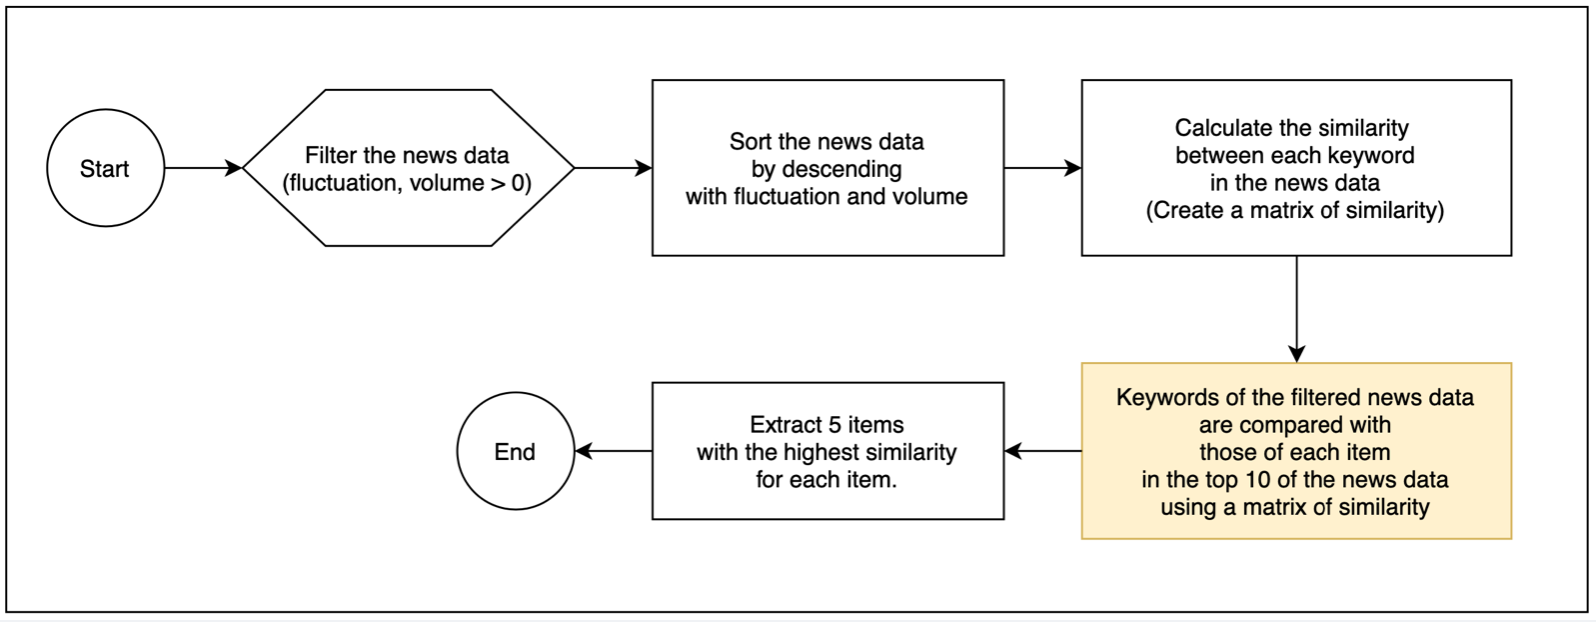 Start
Filter the news data
(fluctuation, volume > 0)
Sort the news data
by descending
with fluctuation and volume
Calculate the similarity
between each keyword
in the news data
(Create a matrix of similarity)
Keywords of the filtered news data
are compared with
those of each item
in the top 10 of the news data
using a matrix of similarity
Extract 5 items
with the highest similarity
for each item.
End